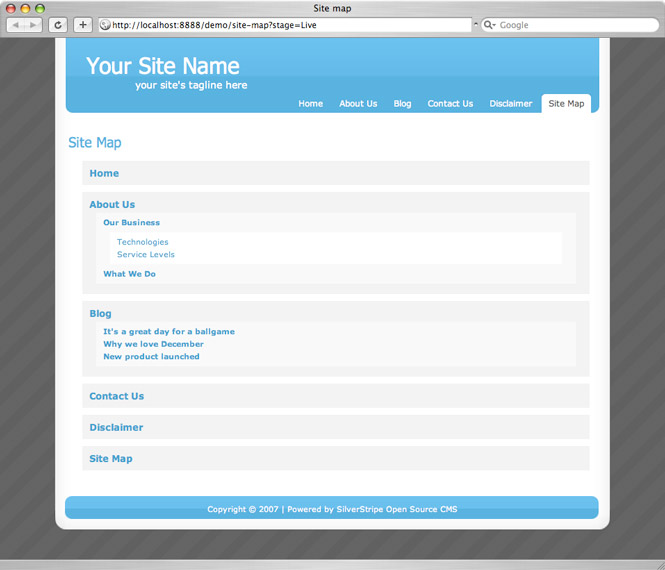 Site map
http://localhost:8888/demo/site-map?stage=Live
Google
Your Site Name
your site's tagline here
Home About Us Blog Contact Us Disclaimer Site Map
Site Map
Home
About Us
Our Business
Technologies
Service Levels
What We Do
Blog
It's a great day for a ballgame
Why we love December
New product launched
Contact Us
Disclaimer
Site Map
Copyright © 2007 | Powered by SilverStripe Open Source CMS